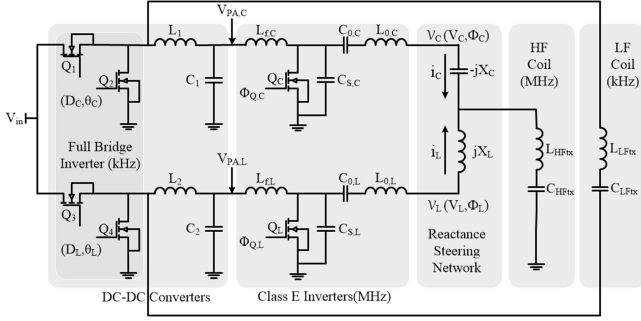 V_PA,C
L_1
L_f,C
C_0,C
L_0,C
V_C (V_C,Φ_C)
HF
Coil
(MHz)
LF
Coil
(kHz)
Q_1
Q_2
(D_C,θ_C)
C_1
Q_C
Φ_Q,C
C_S,C
i_C
-jX_C
V_in
Full Bridge
Inverter (kHz)
V_PA,L
i_L
jX_L
L_HFtx
L_LFtx
L_2
L_f,L
C_0,L
L_0,L
C_HFtx
C_LFtx
Q_3
Q_4
(D_L,θ_L)
C_2
Q_L
Φ_Q,L
C_S,L
V_L (V_L,Φ_L)
Reactance
Steering
Network
DC-DC Converters
Class E Inverters(MHz)